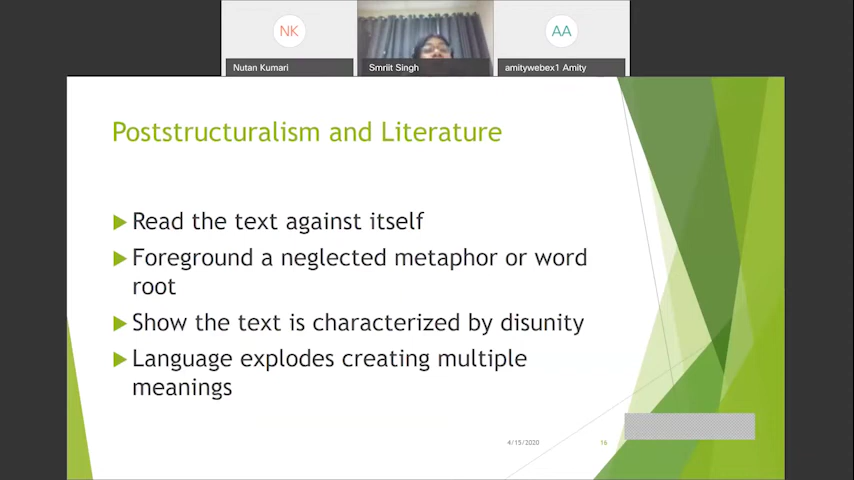 NK
AA
Nutan Kumari
Smriit Singh
amitywebex1 Amity
Poststructuralism and Literature
Read the text against itself
Foreground a neglected metaphor or word
root
Show the text is characterized by disunity
Language explodes creating multiple
meanings
4/15/2020
16